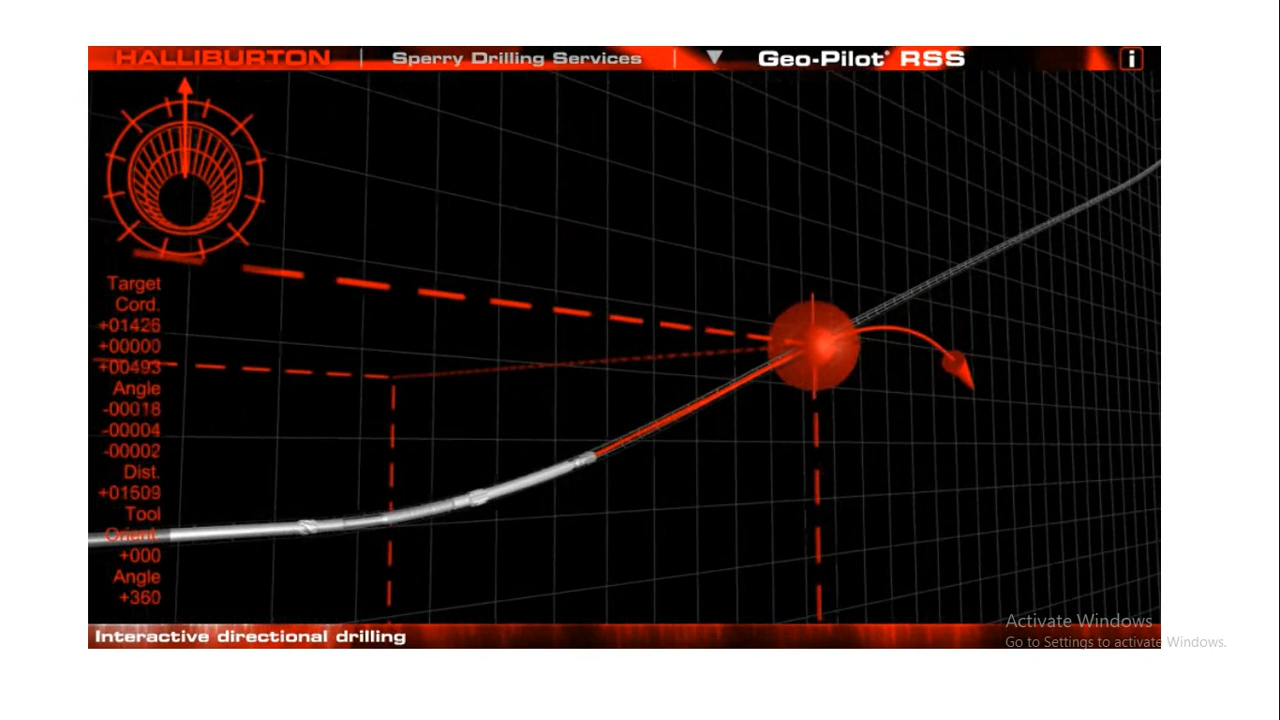 HALLIBURTON | Sperry Drilling Services | ▼ Geo-Pilot® RSS i
Target
Cord.
+01426
+00000
+00493
Angle
-00018
-00004
-00002
Dist.
+01509
Tool
Orient.
+000
Angle
+360
Activate Windows
Go to Settings to activate Windows.
Interactive directional drilling